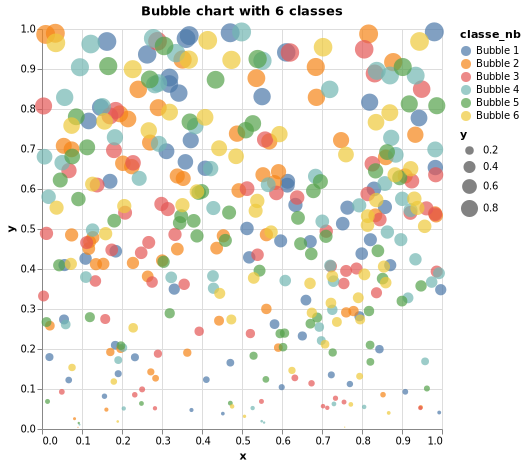 Bubble chart with 6 classes
1.0
0.9
0.8
0.7
0.6
0.5
0.4
0.3
0.2
0.1
0.0
y
0.0 0.1 0.2 0.3 0.4 0.5 0.6 0.7 0.8 0.9 1.0
x
classe_nb
Bubble 1
Bubble 2
Bubble 3
Bubble 4
Bubble 5
Bubble 6
y
0.2
0.4
0.6
0.8